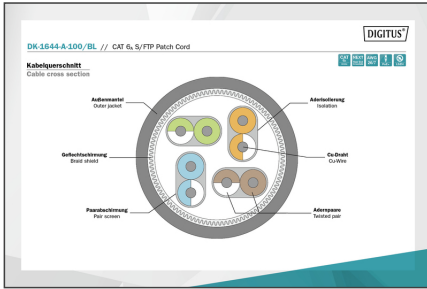 DIGITUS®
DK-1644-A-100/BL // CAT 6A S/FTP Patch Cord
Kabelquerschnitt
Cable cross section
Außenmantel
Outer jacket
Aderisolierung
Isolation
Geflechtschirmung
Braid shield
Cu-Draht
Cu-Wire
Paarabschirmung
Pair screen
Aderpaare
Twisted pair